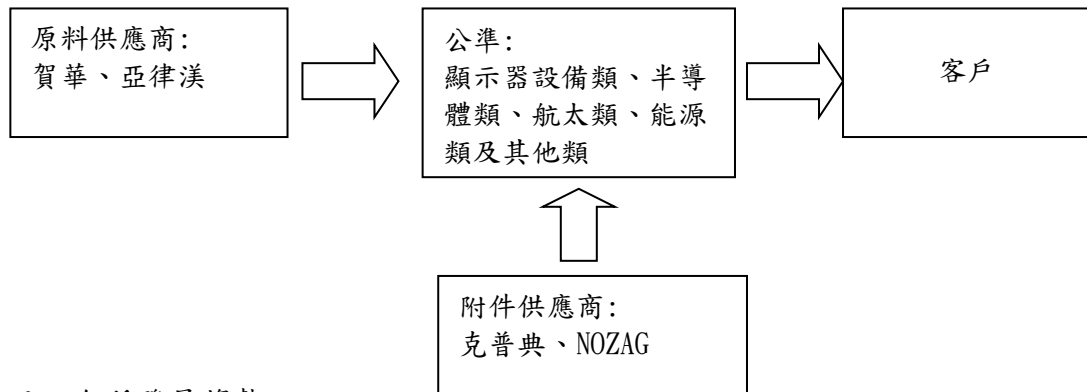 原料供應商:
賀華、亞律渼
公準:
顯示器設備類、半導
體類、航太類、能源
類及其他類
客戶
附件供應商:
克普典、NOZAG